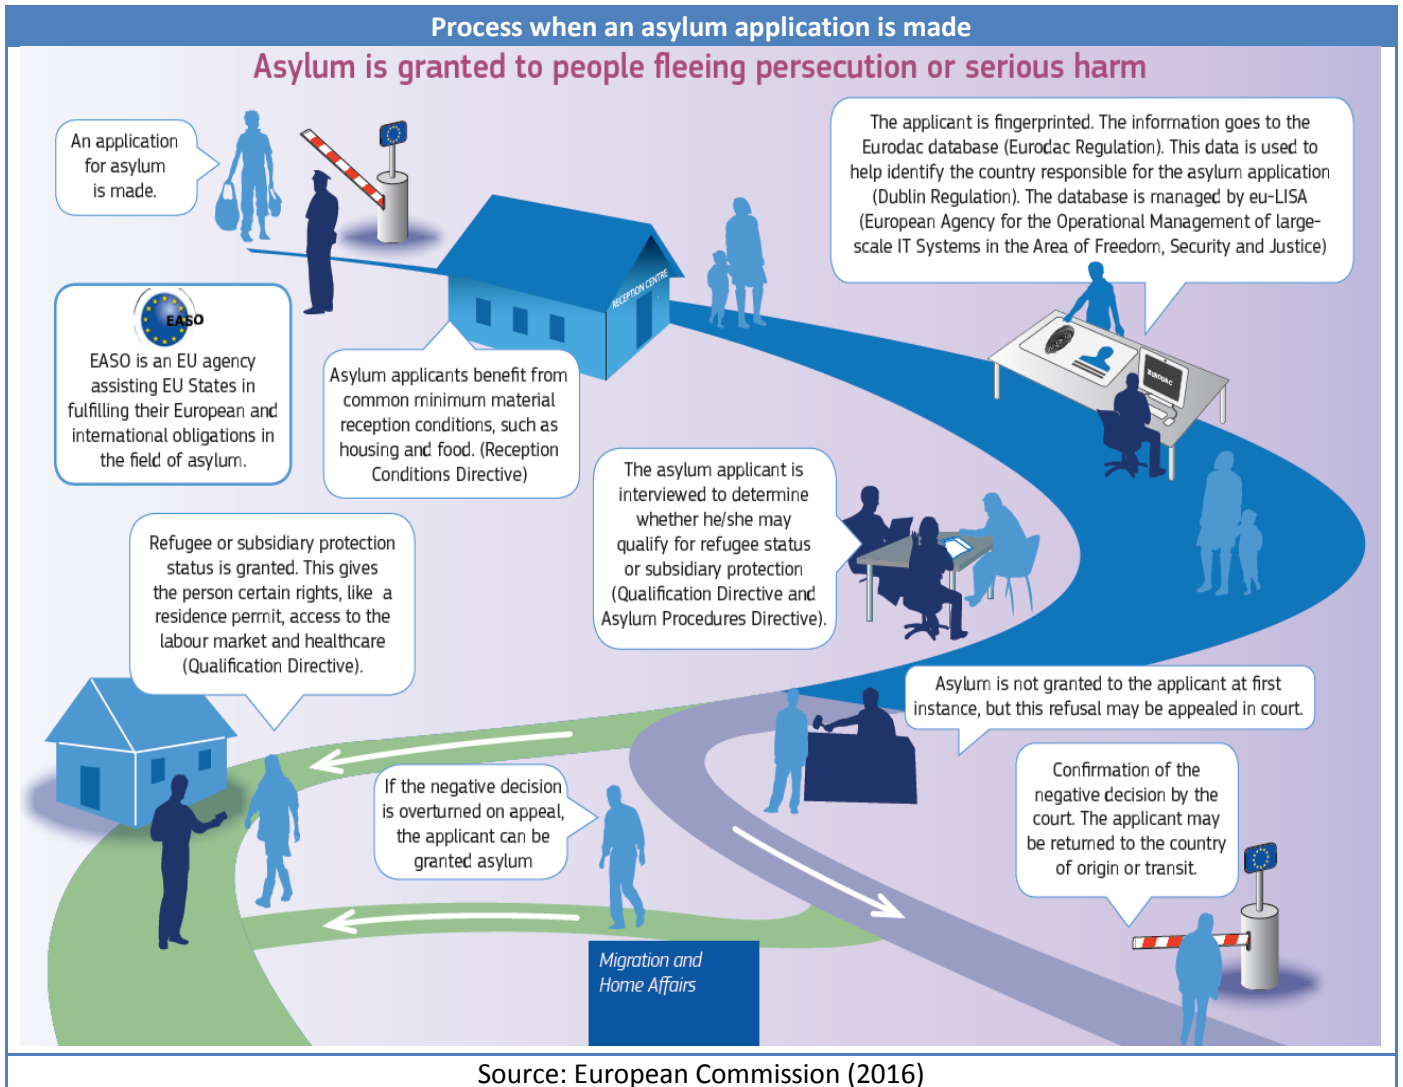 Process when an asylum application is made
Asylum is granted to people fleeing persecution or serious harm
An application
for asylum
is made.
The applicant is fingerprinted. The information goes to the
Eurodac database (Eurodac Regulation). This data is used to
help identify the country responsible for the asylum application
(Dublin Regulation). The database is managed by eu-LISA
(European Agency for the Operational Management of large-
scale IT Systems in the Area of Freedom, Security and Justice)
RECEPTION CENTRE
EASO
EASO is an EU agency
assisting EU States in
fulfilling their European and
international obligations in
the field of asylum.
Asylum applicants benefit from
common minimum material
reception conditions, such as
housing and food. (Reception
Conditions Directive)
EURODAC
The asylum applicant is
interviewed to determine
whether he/she may
qualify for refugee status
or subsidiary protection
(Qualification Directive and
Asylum Procedures Directive).
Refugee or subsidiary protection
status is granted. This gives
the person certain rights, like a
residence permit, access to the
labour market and healthcare
(Qualification Directive).
Asylum is not granted to the applicant at first
instance, but this refusal may be appealed in court.
If the negative decision
is overturned on appeal,
the applicant can be
granted asylum
Confirmation of the
negative decision by the
court. The applicant may
be returned to the country
of origin or transit.
Migration and
Home Affairs
Source: European Commission (2016)